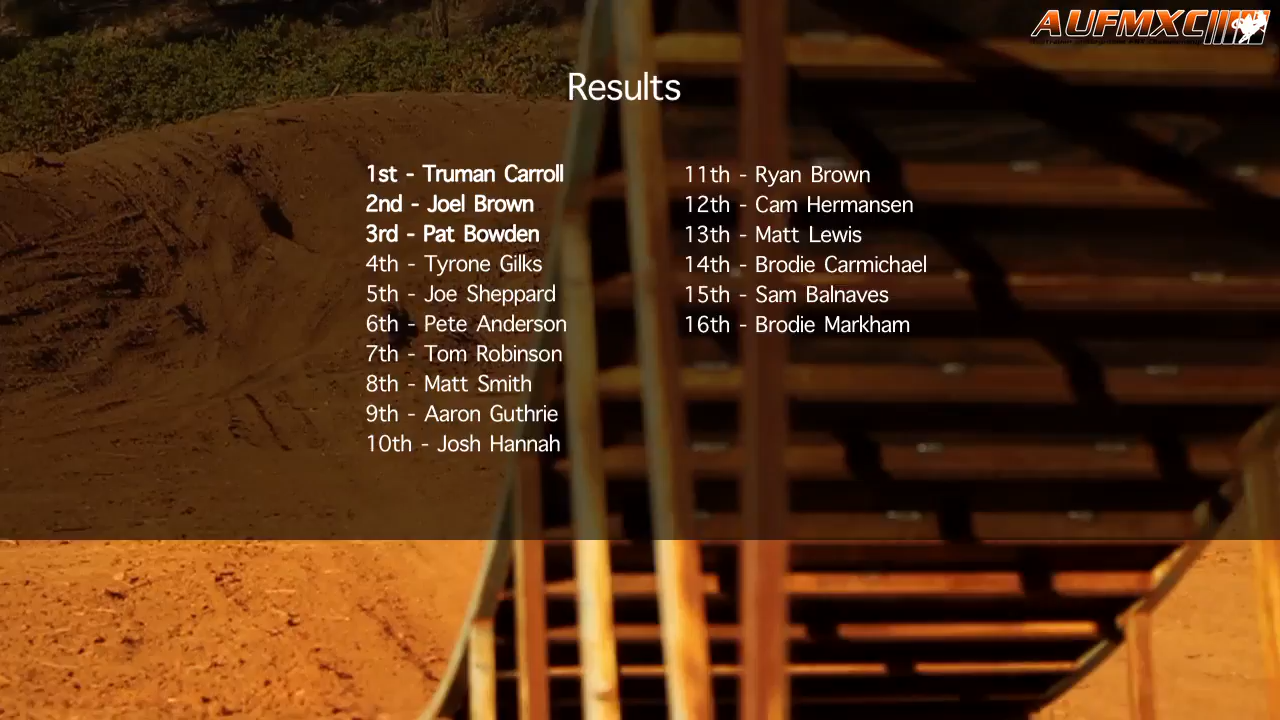 AUFMXC
Results
1st - Truman Carroll
2nd - Joel Brown
3rd - Pat Bowden
4th - Tyrone Gilks
5th - Joe Sheppard
6th - Pete Anderson
7th - Tom Robinson
8th - Matt Smith
9th - Aaron Guthrie
10th - Josh Hannah
11th - Ryan Brown
12th - Cam Hermansen
13th - Matt Lewis
14th - Brodie Carmichael
15th - Sam Balnaves
16th - Brodie Markham